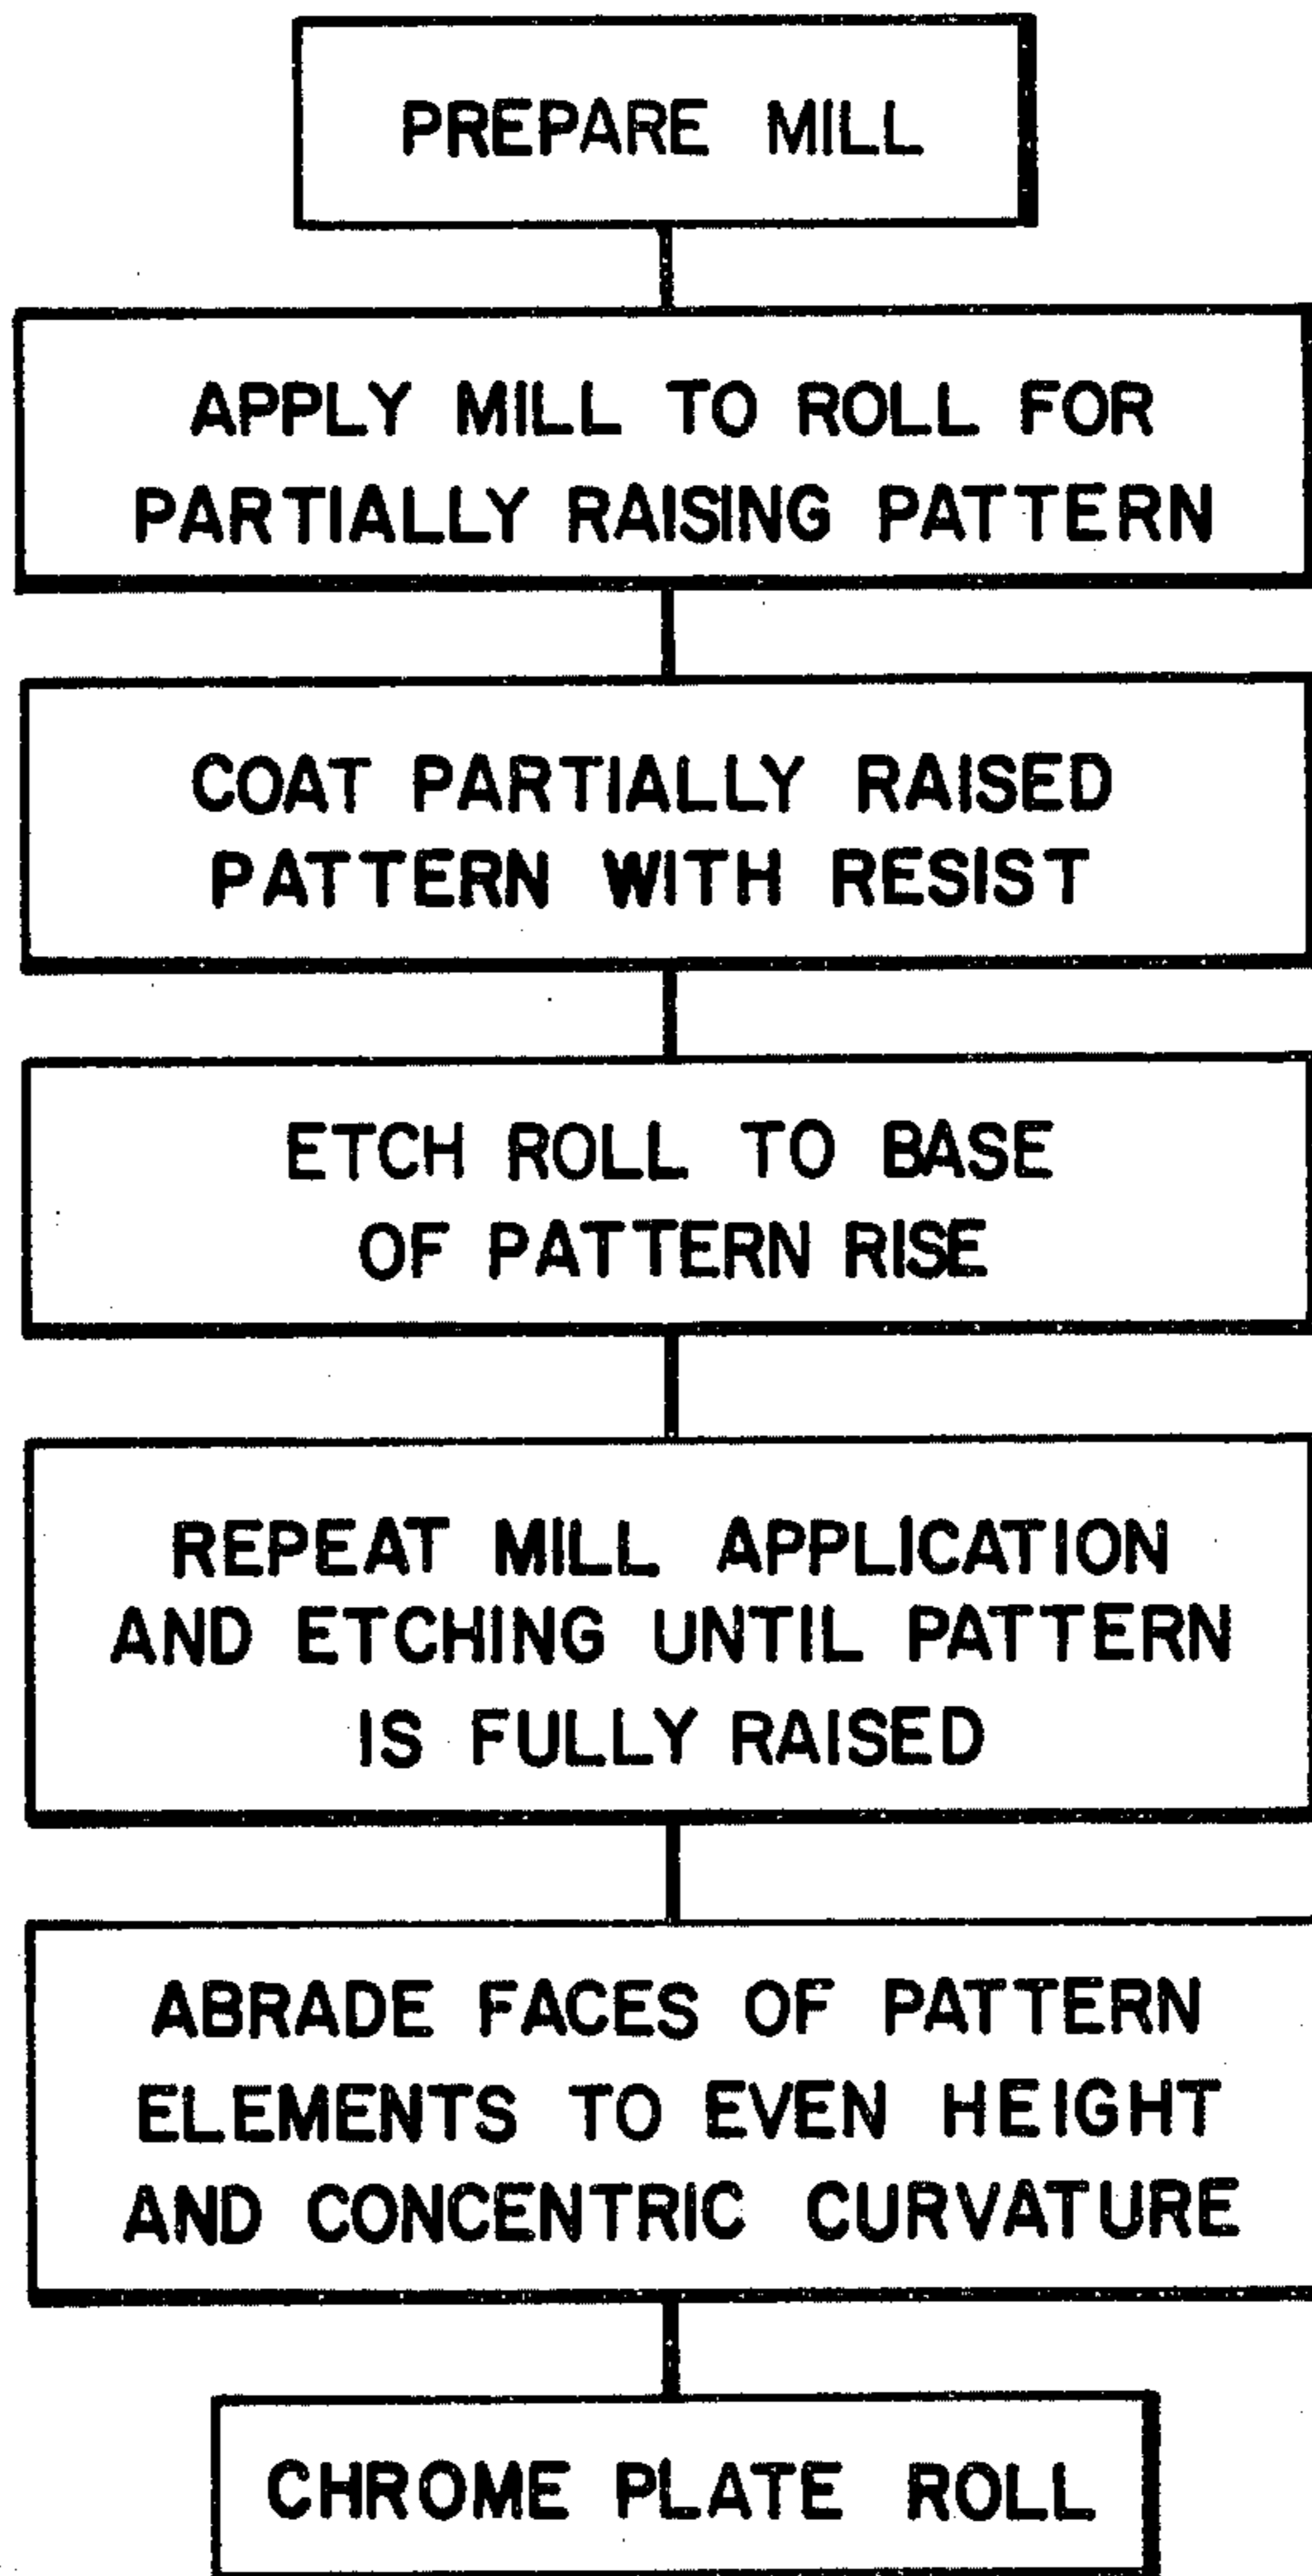 PREPARE MILL
APPLY MILL TO ROLL FOR
PARTIALLY RAISING PATTERN
COAT PARTIALLY RAISED
PATTERN WITH RESIST
ETCH ROLL TO BASE
OF PATTERN RISE
REPEAT MILL APPLICATION
AND ETCHING UNTIL PATTERN
IS FULLY RAISED
ABRADE FACES OF PATTERN
ELEMENTS TO EVEN HEIGHT
AND CONCENTRIC CURVATURE
CHROME PLATE ROLL